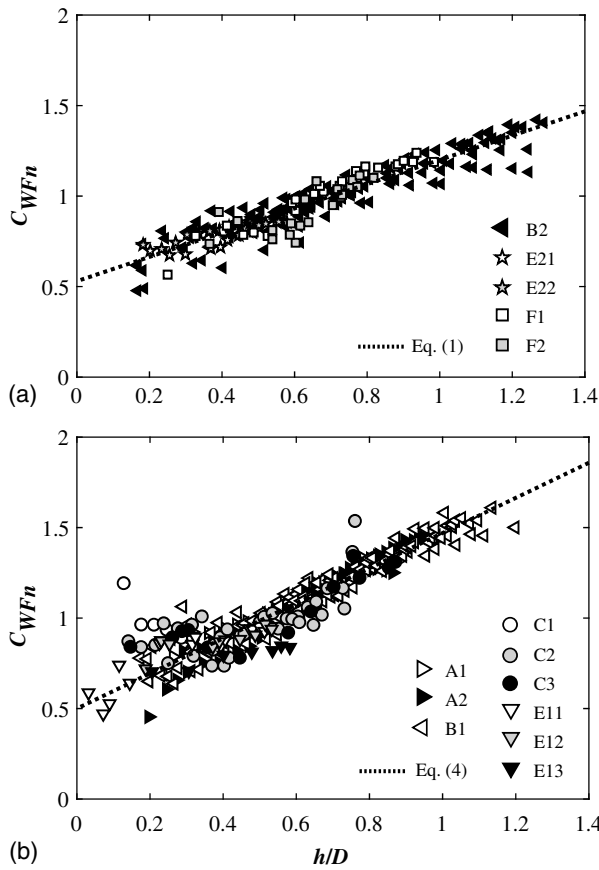 2
1.5
C_WFn
1
0.5
0
0
0.2
0.4
0.6
0.8
1
1.2
1.4
B2
E21
E22
F1
Eq. (1)
F2
(a)
2
1.5
C_WFn
1
0.5
0
0
0.2
0.4
0.6
0.8
1
1.2
1.4
A1
A2
B1
Eq. (4)
C1
C2
C3
E11
E12
E13
(b)
h/D